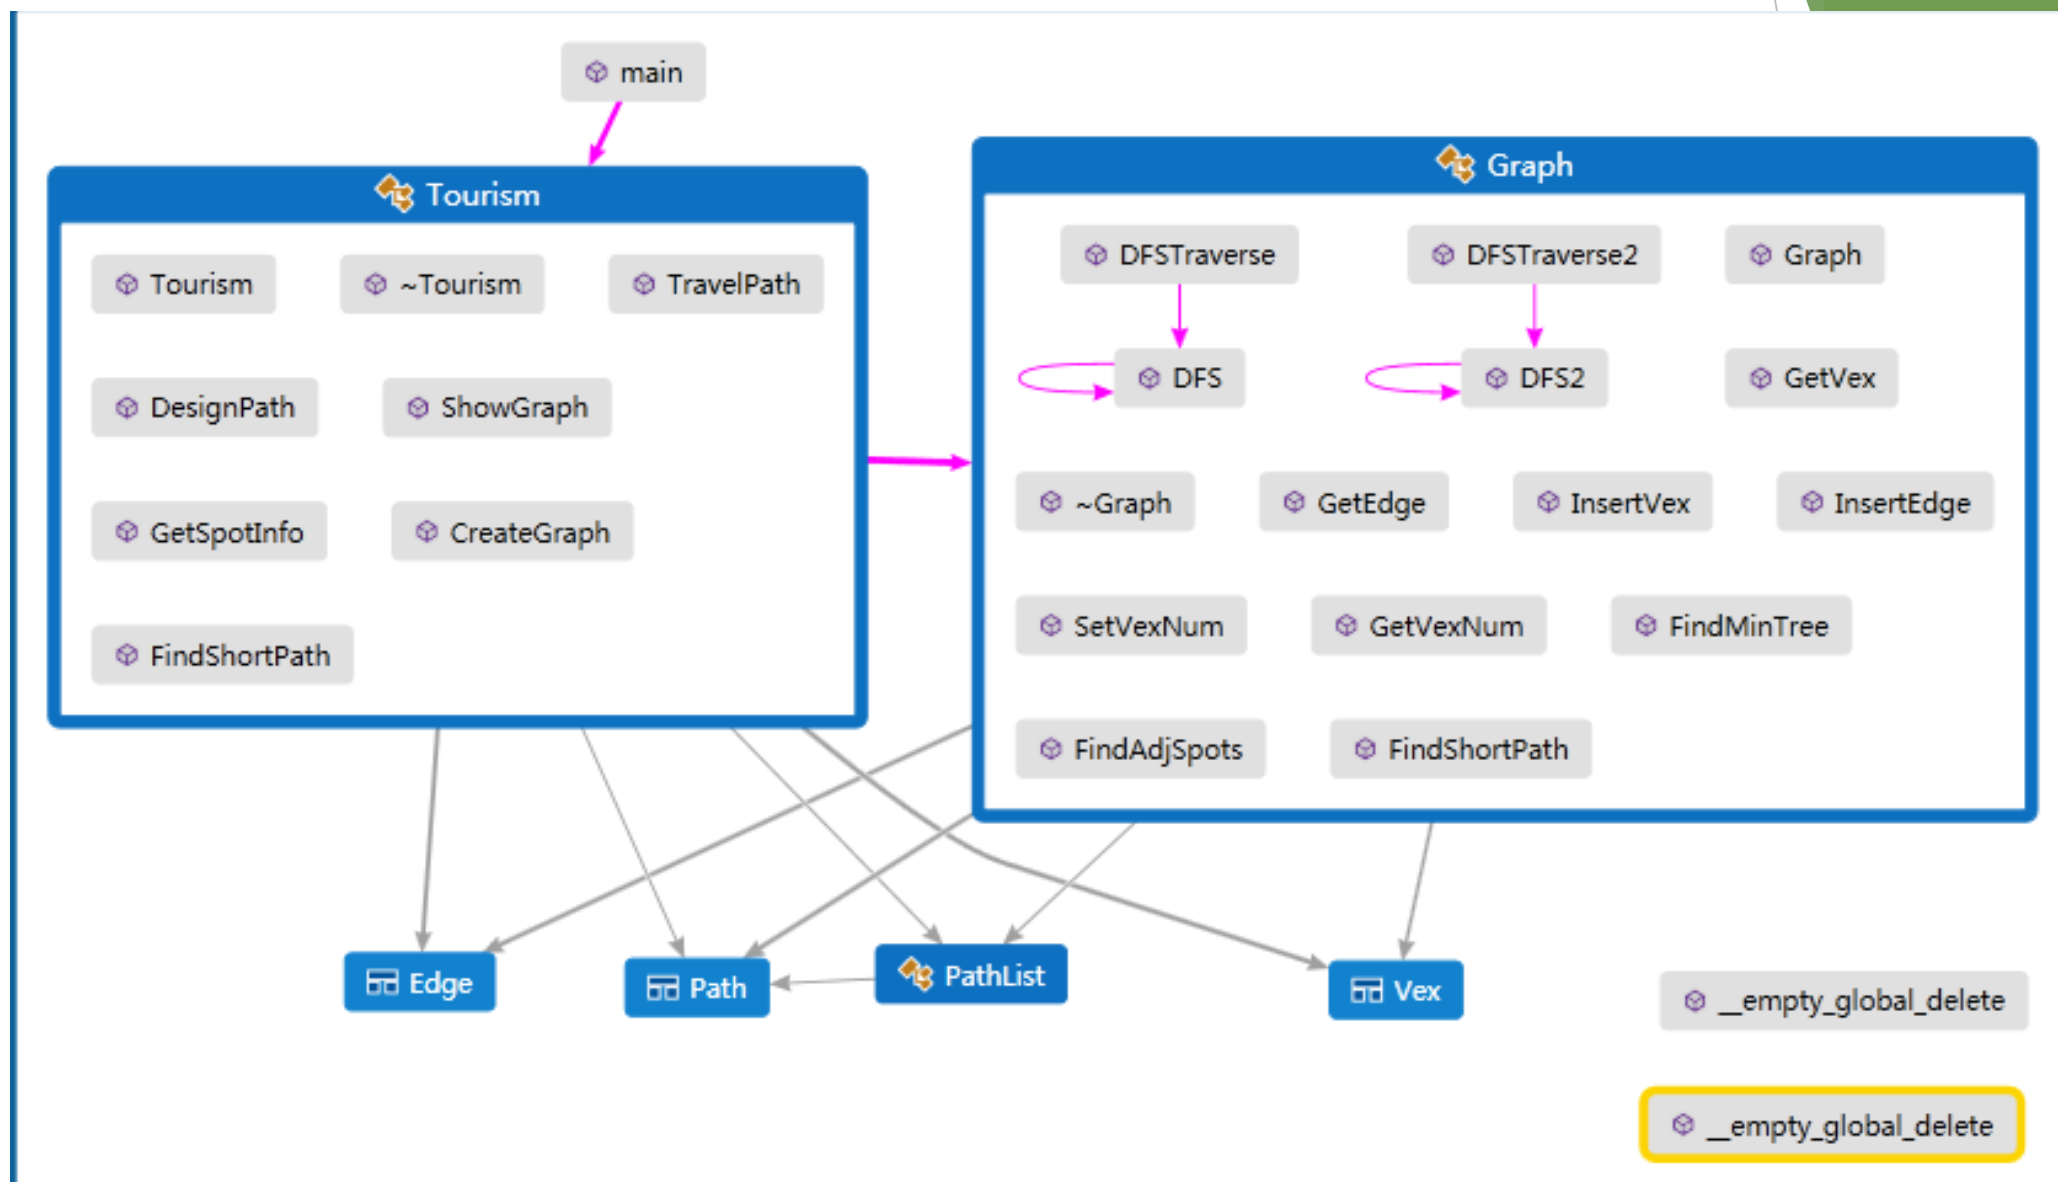 main
Tourism
Tourism
~Tourism
TravelPath
DesignPath
ShowGraph
GetSpotInfo
CreateGraph
FindShortPath
Graph
DFSTraverse
DFSTraverse2
Graph
DFS
DFS2
GetVex
~Graph
GetEdge
InsertVex
InsertEdge
SetVexNum
GetVexNum
FindMinTree
FindAdjSpots
FindShortPath
Edge
Path
PathList
Vex
__empty_global_delete
__empty_global_delete